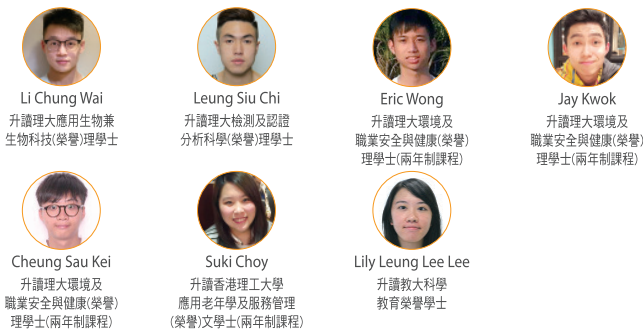 Li Chung Wai
升讀理大應用生物兼
生物科技(榮譽)理學士
Leung Siu Chi
升讀理大檢測及認證
分析科學(榮譽)理學士
Eric Wong
升讀理大環境及
職業安全與健康(榮譽)
理學士(兩年制課程)
Jay Kwok
升讀理大環境及
職業安全與健康(榮譽)
理學士(兩年制課程)
Cheung Sau Kei
升讀理大環境及
職業安全與健康(榮譽)
理學士(兩年制課程)
Suki Choy
升讀香港理工大學
應用老年學及服務管理
(榮譽)文學士(兩年制課程)
Lily Leung Lee Lee
升讀教大科學
教育榮譽學士